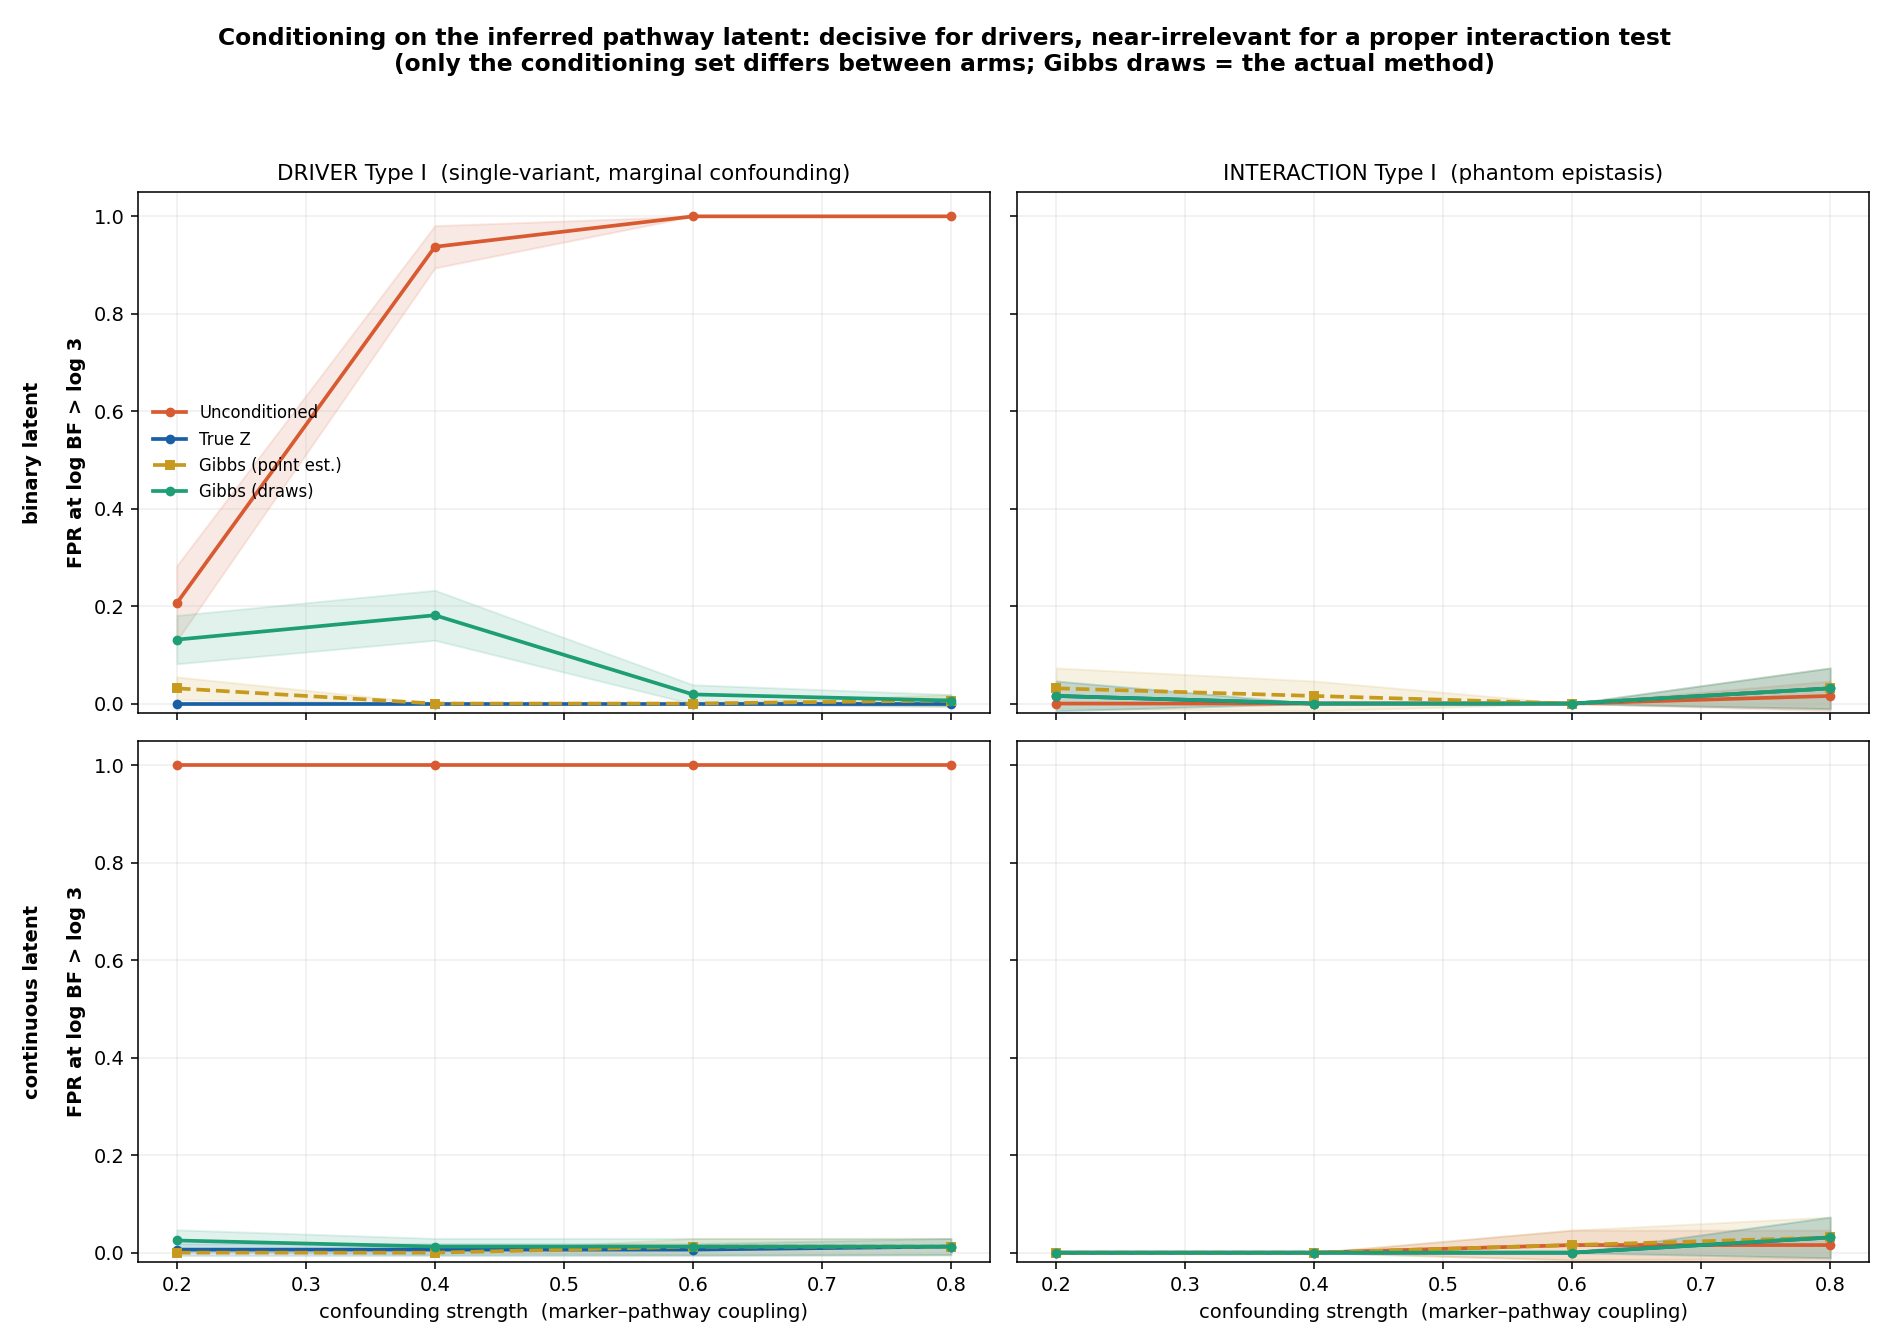 Conditioning on the inferred pathway latent: decisive for drivers, near-irrelevant for a proper interaction test
(only the conditioning set differs between arms; Gibbs draws = the actual method)
DRIVER Type I  (single-variant, marginal confounding)
INTERACTION Type I  (phantom epistasis)
binary latent
FPR at log BF > log 3
1.0
0.8
0.6
0.4
0.2
0.0
Unconditioned
True Z
Gibbs (point est.)
Gibbs (draws)
continuous latent
FPR at log BF > log 3
1.0
0.8
0.6
0.4
0.2
0.0
0.2 0.3 0.4 0.5 0.6 0.7 0.8
confounding strength  (marker–pathway coupling)
0.2 0.3 0.4 0.5 0.6 0.7 0.8
confounding strength  (marker–pathway coupling)